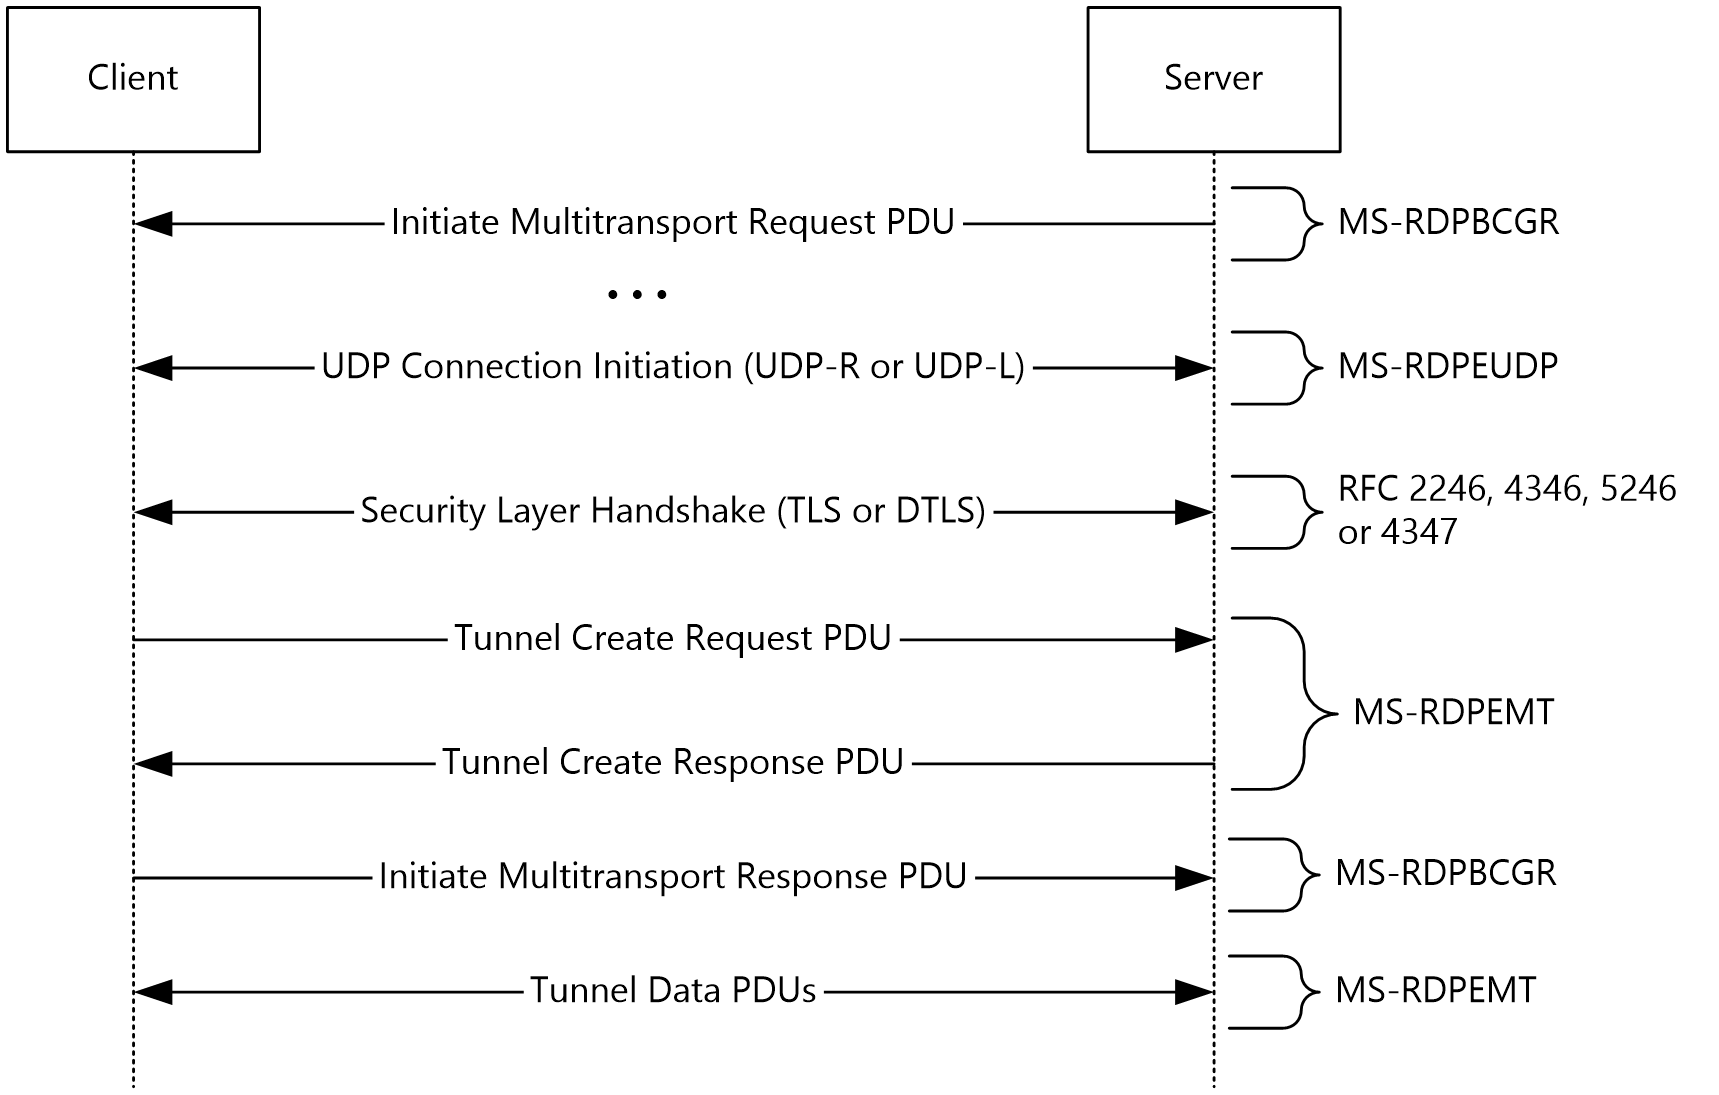 Client
Server
Initiate Multitransport Request PDU
MS-RDPBCGR
...
UDP Connection Initiation (UDP-R or UDP-L)
MS-RDPEUDP
Security Layer Handshake (TLS or DTLS)
RFC 2246, 4346, 5246
or 4347
Tunnel Create Request PDU
MS-RDPEMT
Tunnel Create Response PDU
Initiate Multitransport Response PDU
MS-RDPBCGR
Tunnel Data PDUs
MS-RDPEMT